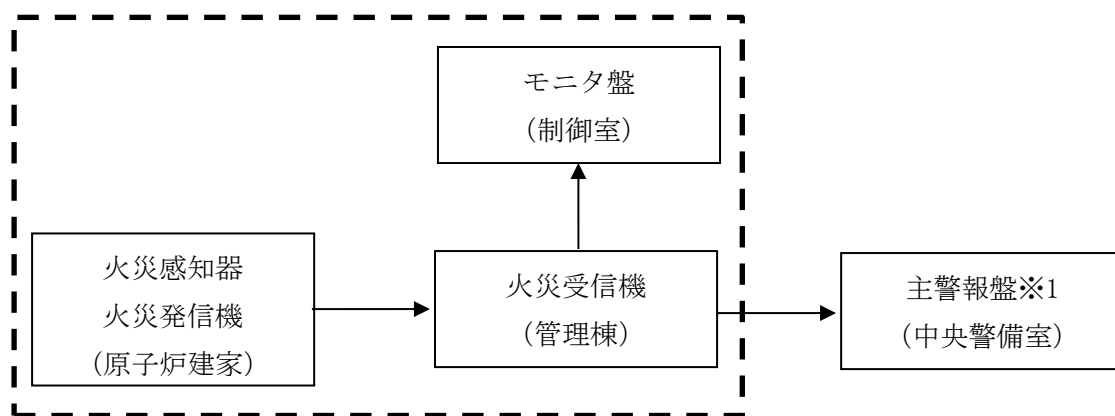 モニタ盤
（制御室）
火災感知器
火災発信機
（原子炉建家）
火災受信機
（管理棟）
主警報盤※1
（中央警備室）